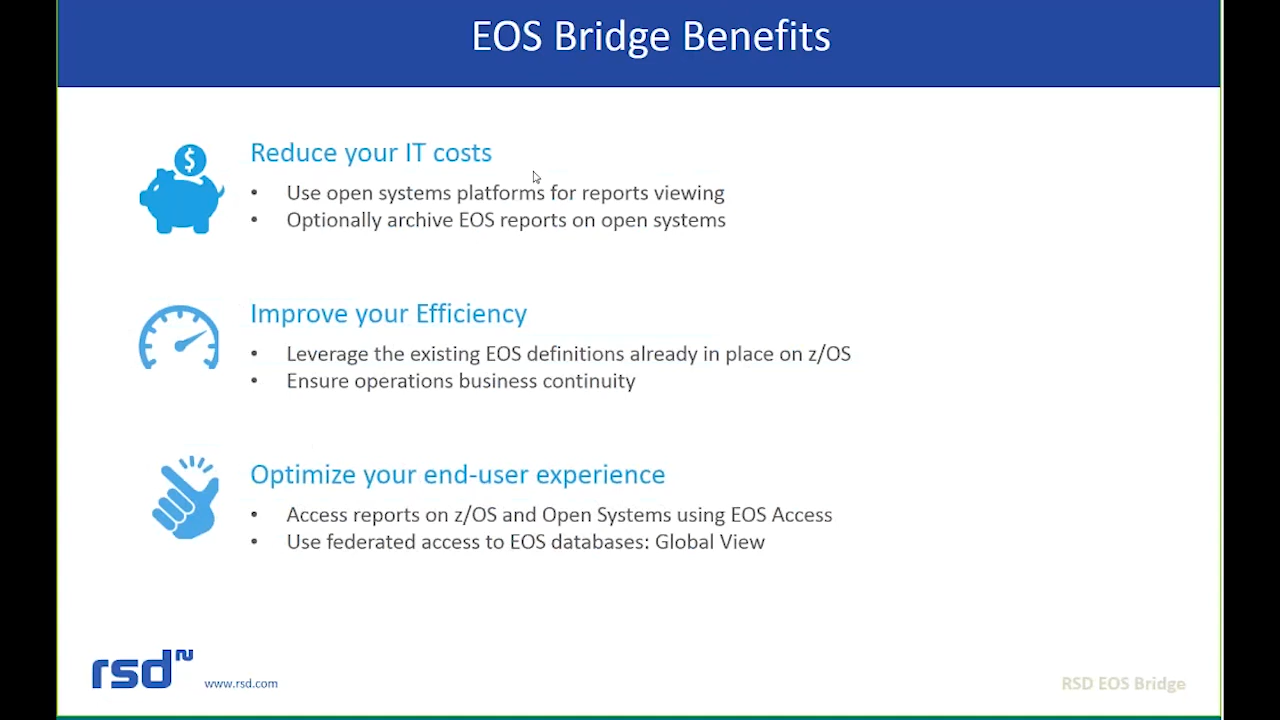 EOS Bridge Benefits
$
Reduce your IT costs
• Use open systems platforms for reports viewing
• Optionally archive EOS reports on open systems
Improve your Efficiency
• Leverage the existing EOS definitions already in place on z/OS
• Ensure operations business continuity
Optimize your end-user experience
• Access reports on z/OS and Open Systems using EOS Access
• Use federated access to EOS databases: Global View
rsd
www.rsd.com
RSD EOS Bridge